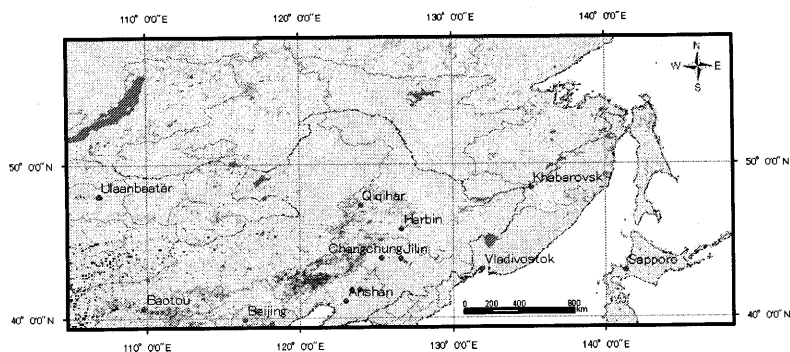 110° 0'0"E 120° 0'0"E 130° 0'0"E 140° 0'0"E
N
W E
S
50° 0'0"N 50° 0'0"N
Ulaanbaatar
Khabarovsk
Qiqihar
Harbin
Changchung Jilin
Vladivostok
Sapporo
Anshan
Baotou
Beijing
0 200 400 800
km
40° 0'0"N 40° 0'0"N
110° 0'0"E 120° 0'0"E 130° 0'0"E 140° 0'0"E